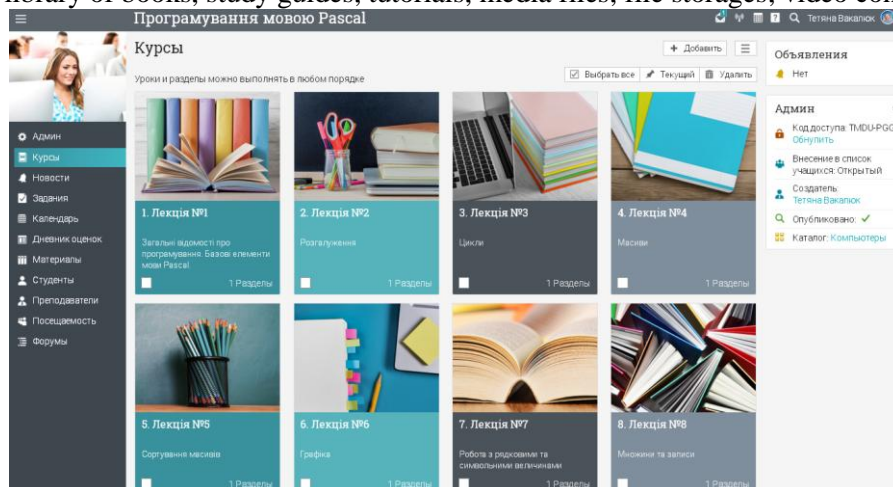 library of books, study guides, tutorials, media files, file storages, video con
Програмування мовою Pascal
Тетяна Вакалюк
Курсы
Добавить
Уроки и разделы можно выполнять в любом порядке
Выбрать все
Текущий
Удалить
Админ
Курсы
Новости
Задания
Календарь
Дневник оценок
Материалы
Студенты
Преподаватели
Посещаемость
Форумы
1. Лекція №1
Загальні відомості про
програмування. Базові елементи
мови Pascal
1 Разделы
2. Лекція №2
Розгалуження
1 Разделы
3. Лекція №3
Цикли
1 Разделы
4. Лекція №4
Масиви
1 Разделы
5. Лекція №5
Сортування масивів
1 Разделы
6. Лекція №6
Графіка
1 Разделы
7. Лекція №7
Робота з рядковими та
символьними величинами
1 Разделы
8. Лекція №8
Множини та записи
1 Разделы
Объявления
Нет
Админ
Код доступа: TMDU-PGC
Обнулить
Внесение в список
учащихся: Открытый
Создатель:
Тетяна Вакалюк
Опубликовано:
Каталог: Компьютеры